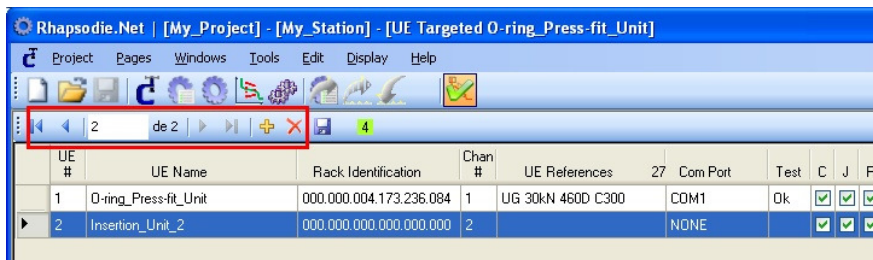 Rhapsodie.Net | [My_Project] - [My_Station] - [UE Targeted O-ring_Press-fit_Unit]
Project Pages Windows Tools Edit Display Help
2 de 2 4
UE # UE Name Rack Identification Chan # UE References 27 Com Port Test C J F
1 O-ring_Press-fit_Unit 000.000.004.173.236.084 1 UG 30kN 460D C300 COM1 Ok
2 Insertion_Unit_2 000.000.000.000.000.000 2 NONE